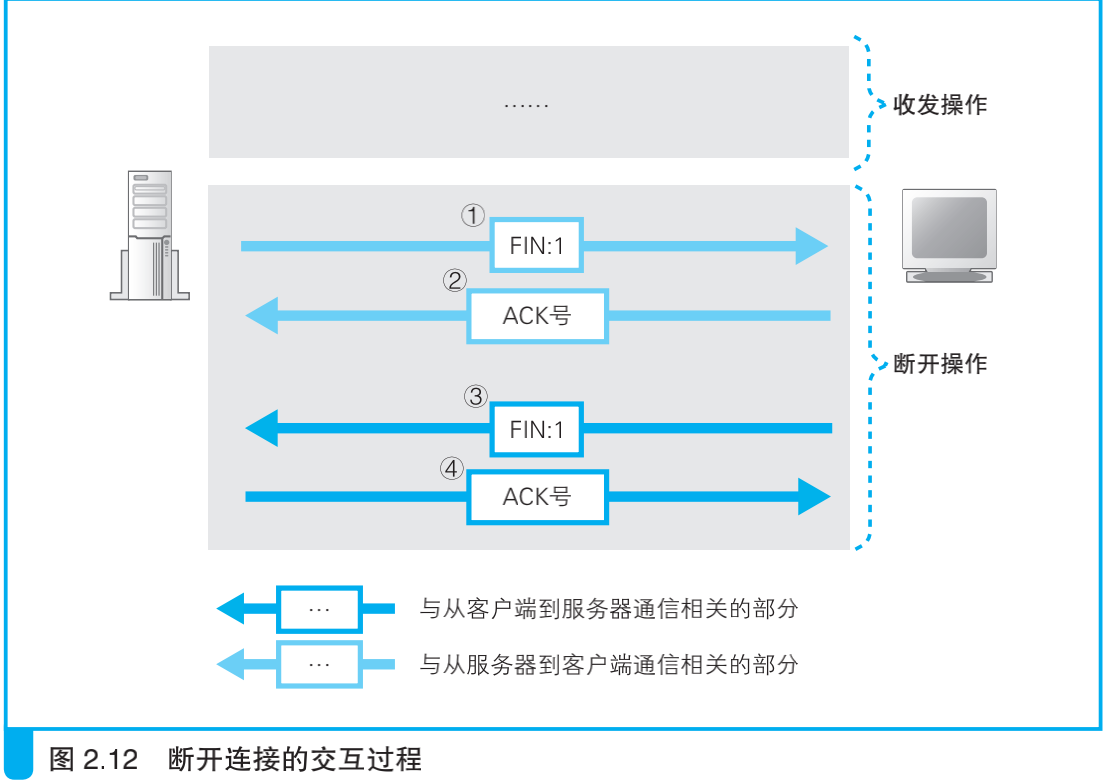 ……
收发操作
①
FIN:1
②
ACK号
断开操作
③
FIN:1
④
ACK号
… 与从客户端到服务器通信相关的部分
… 与从服务器到客户端通信相关的部分
图 2.12 断开连接的交互过程